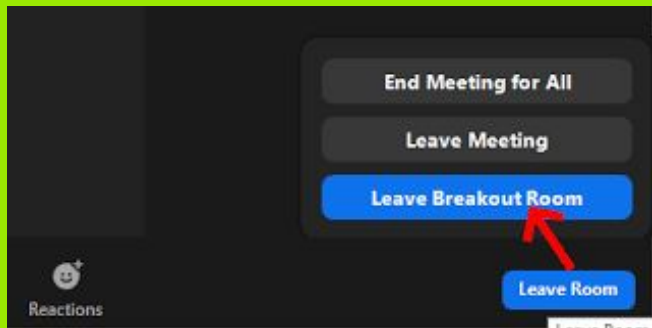 End Meeting for All
Leave Meeting
Leave Breakout Room
Reactions
Leave Room